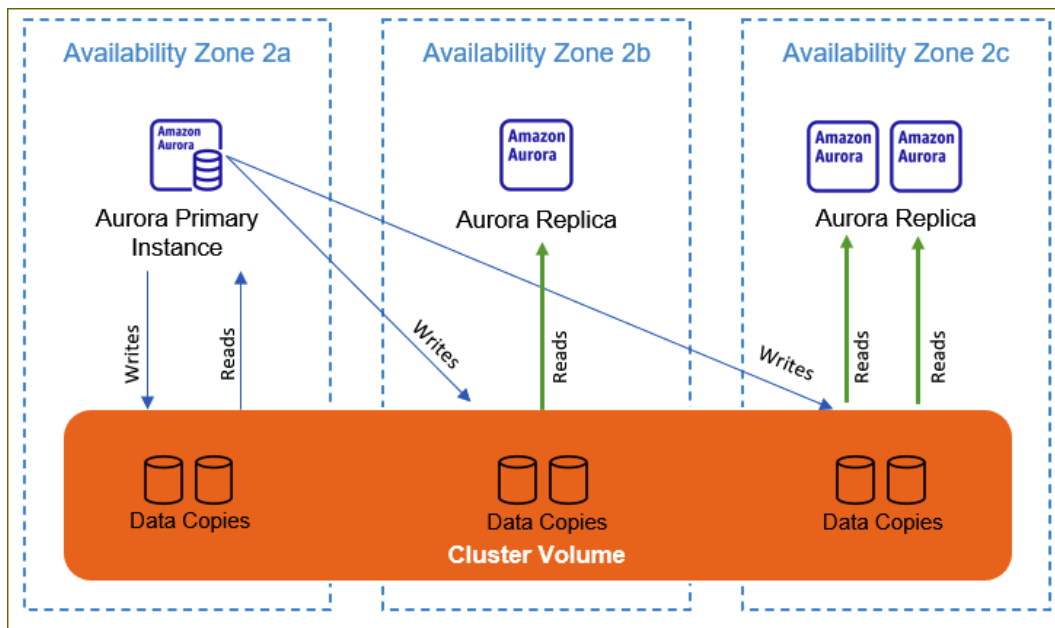 Availability Zone 2a
Availability Zone 2b
Availability Zone 2c
Amazon
Aurora
Amazon
Aurora
Amazon
Aurora
Amazon
Aurora
Aurora Primary
Instance
Aurora Replica
Aurora Replica
Writes
Reads
Writes
Reads
Writes
Reads
Reads
Data Copies
Data Copies
Data Copies
Cluster Volume